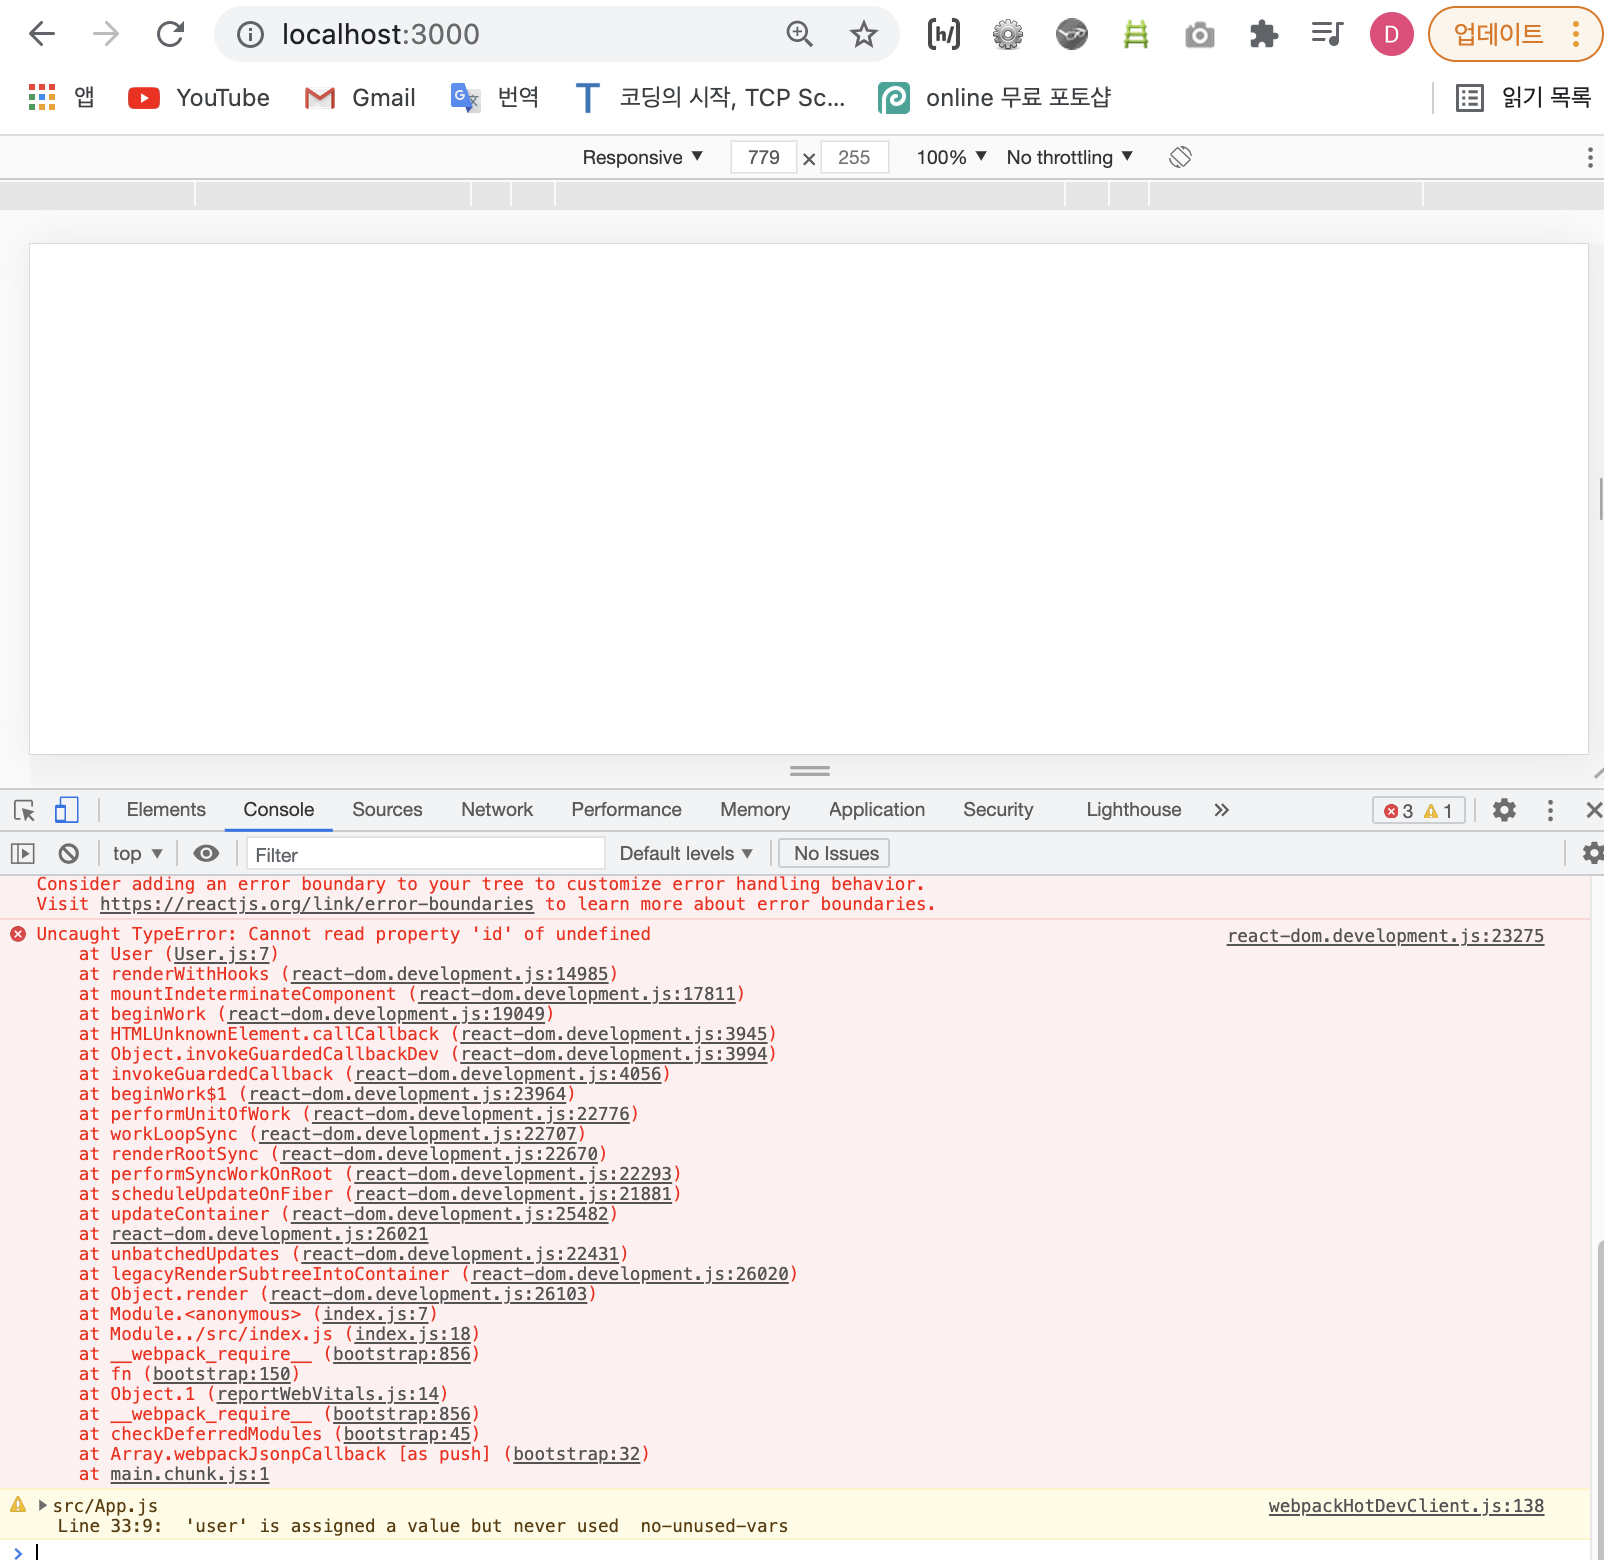 localhost:3000
D
업데이트
앱
YouTube
Gmail
번역
코딩의 시작, TCP Sc...
online 무료 포토샵
읽기 목록
Responsive ▼ 779 × 255 100% ▼ No throttling ▼
Elements Console Sources Network Performance Memory Application Security Lighthouse » 3 1
top ▼ Filter Default levels ▼ No Issues
Consider adding an error boundary to your tree to customize error handling behavior.
Visit https://reactjs.org/link/error-boundaries to learn more about error boundaries.
Uncaught TypeError: Cannot read property 'id' of undefined react-dom.development.js:23275
at User (User.js:7)
at renderWithHooks (react-dom.development.js:14985)
at mountIndeterminateComponent (react-dom.development.js:17811)
at beginWork (react-dom.development.js:19049)
at HTMLUnknownElement.callCallback (react-dom.development.js:3945)
at Object.invokeGuardedCallbackDev (react-dom.development.js:3994)
at invokeGuardedCallback (react-dom.development.js:4056)
at beginWork$1 (react-dom.development.js:23964)
at performUnitOfWork (react-dom.development.js:22776)
at workLoopSync (react-dom.development.js:22707)
at renderRootSync (react-dom.development.js:22670)
at performSyncWorkOnRoot (react-dom.development.js:22293)
at scheduleUpdateOnFiber (react-dom.development.js:21881)
at updateContainer (react-dom.development.js:25482)
at react-dom.development.js:26021
at unbatchedUpdates (react-dom.development.js:22431)
at legacyRenderSubtreeIntoContainer (react-dom.development.js:26020)
at Object.render (react-dom.development.js:26103)
at Module.<anonymous> (index.js:7)
at Module../src/index.js (index.js:18)
at __webpack_require__ (bootstrap:856)
at fn (bootstrap:150)
at Object.1 (reportWebVitals.js:14)
at __webpack_require__ (bootstrap:856)
at checkDeferredModules (bootstrap:45)
at Array.webpackJsonpCallback [as push] (bootstrap:32)
at main.chunk.js:1
src/App.js webpackHotDevClient.js:138
Line 33:9: 'user' is assigned a value but never used no-unused-vars